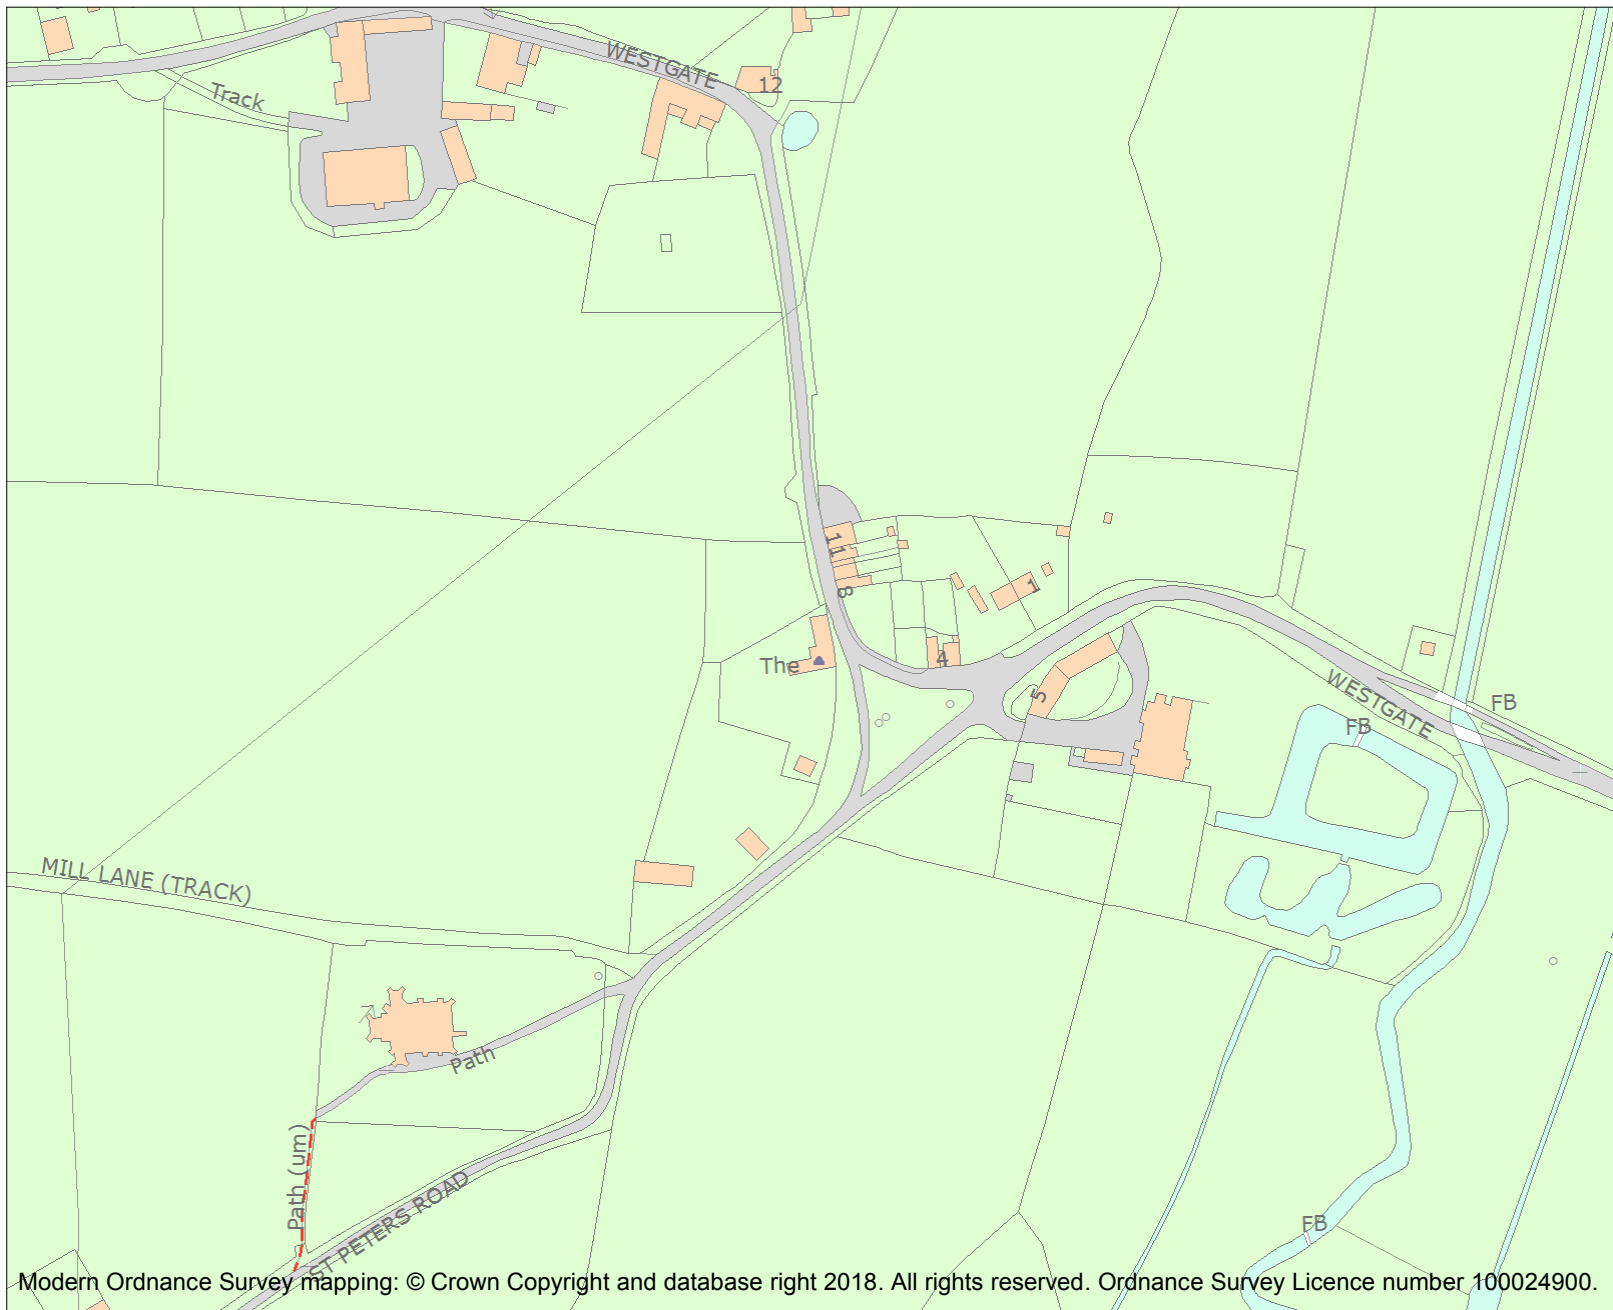 WESTGATE
12
Track
11
8
1
The
4
5
WESTGATE
FB
FB
MILL LANE (TRACK)
Path
Path (um)
ST PETERS ROAD
FB
Modern Ordnance Survey mapping: © Crown Copyright and database right 2018. All rights reserved. Ordnance Survey Licence number 100024900.